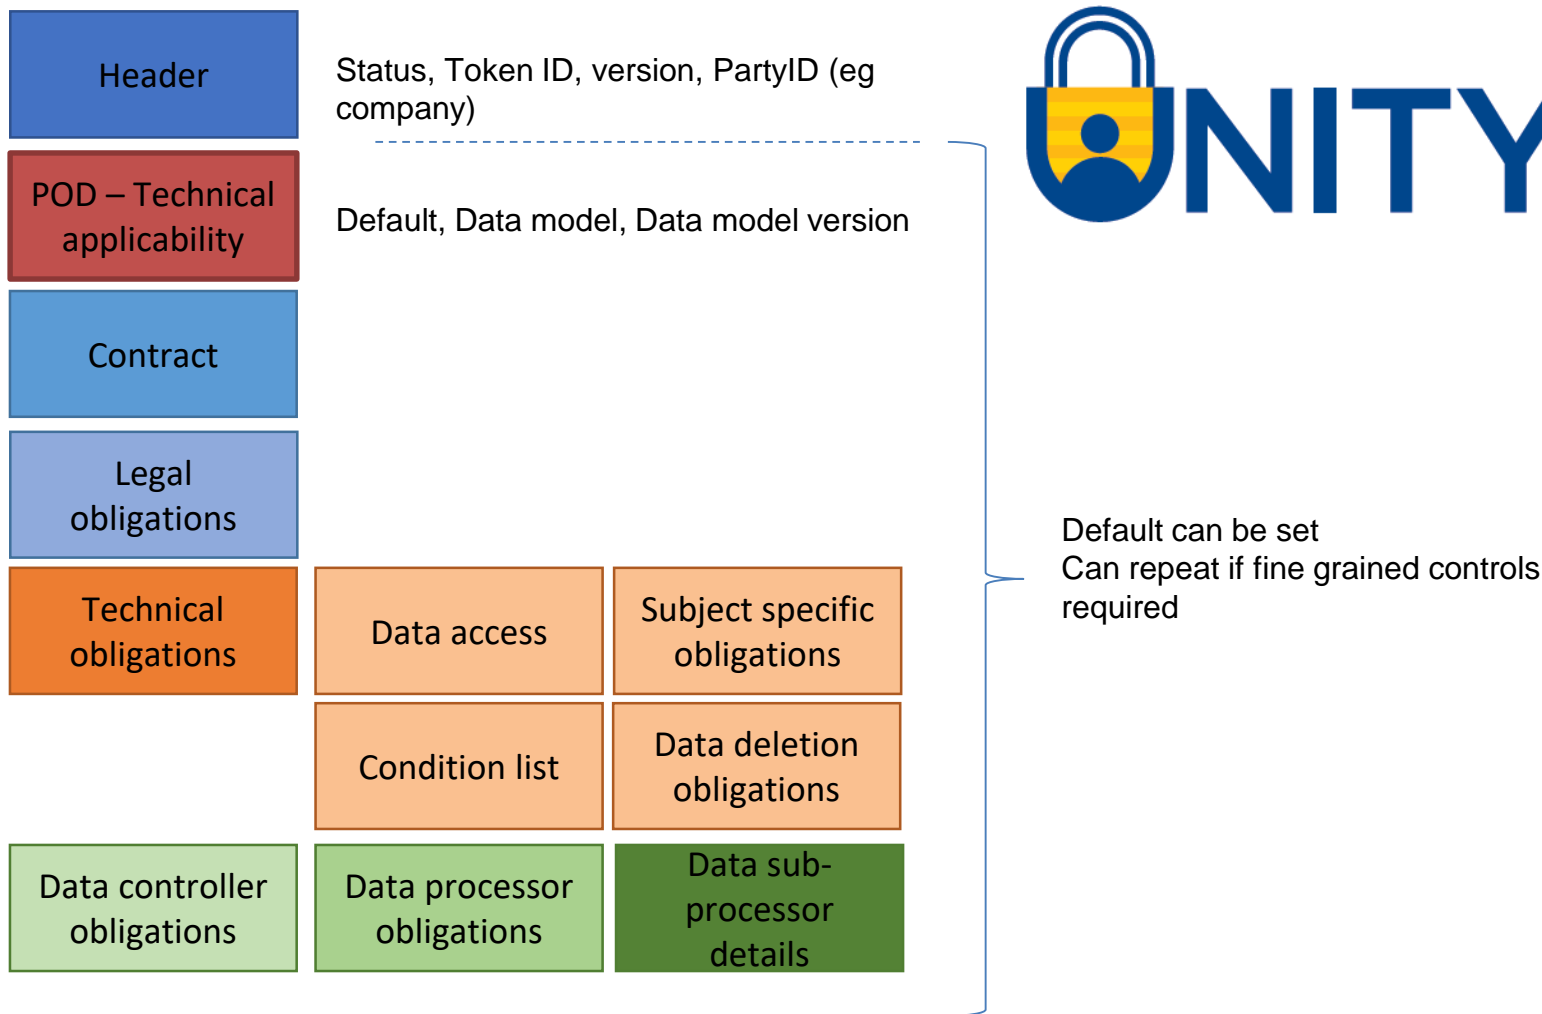 Header
Status, Token ID, version, PartyID (eg
company)
UNITY
POD – Technical
applicability
Default, Data model, Data model version
Contract
Legal
obligations
Default can be set
Can repeat if fine grained controls
required
Technical
obligations
Data access
Subject specific
obligations
Condition list
Data deletion
obligations
Data controller
obligations
Data processor
obligations
Data sub-
processor
details